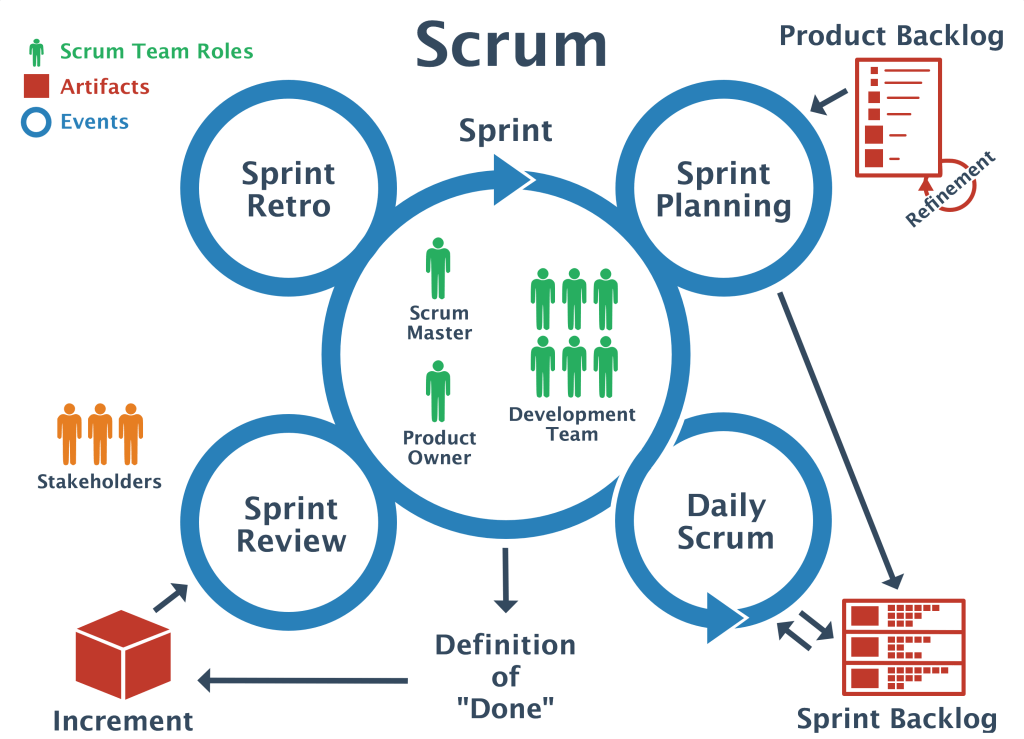 Scrum
Scrum Team Roles
Artifacts
Events
Product Backlog
Refinement
Sprint
Sprint
Retro
Sprint
Planning
Scrum
Master
Product
Owner
Development
Team
Stakeholders
Sprint
Review
Daily
Scrum
Definition
of
"Done"
Increment
Sprint Backlog